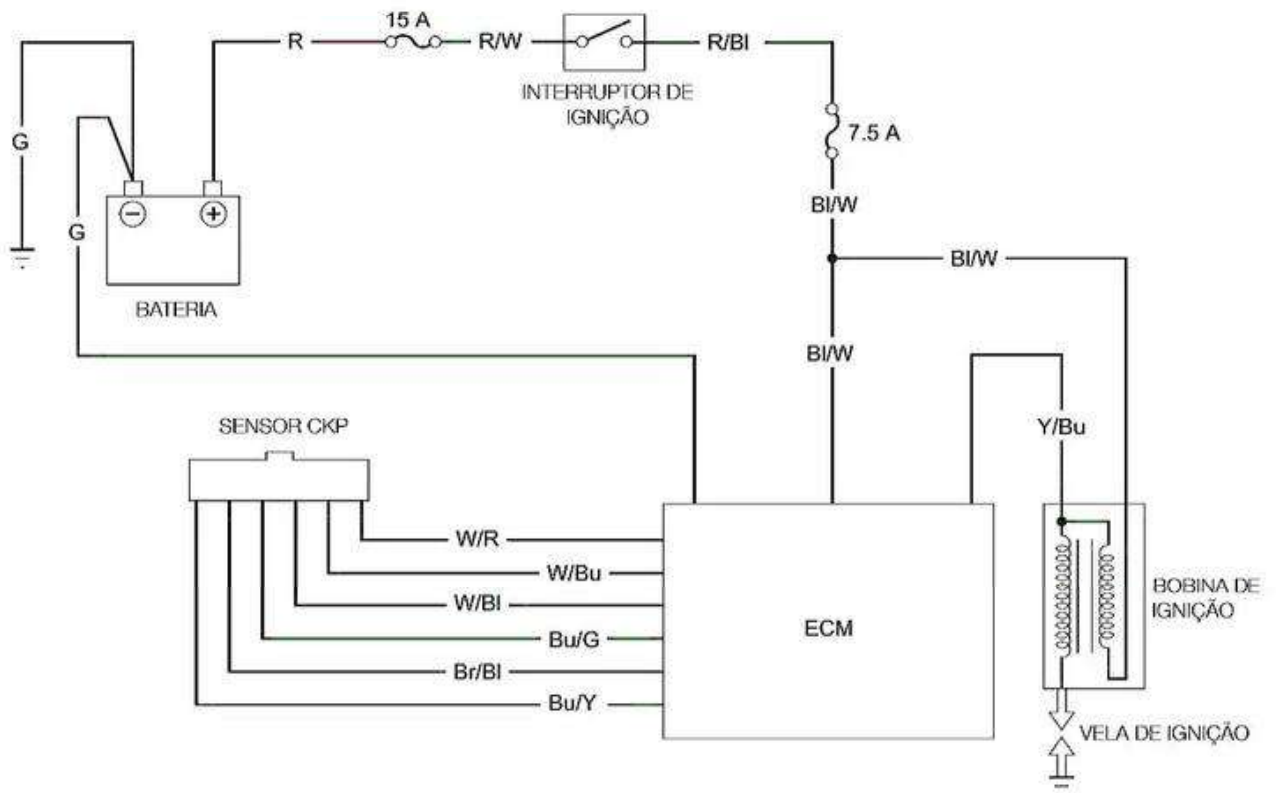 15 A
R
R/W
R/Bl
INTERRUPTOR DE
IGNIÇÃO
G
7.5 A
G
−
+
Bl/W
BATERIA
Bl/W
Bl/W
SENSOR CKP
Y/Bu
W/R
W/Bu
W/Bl
Bu/G
Br/Bl
Bu/Y
ECM
BOBINA DE
IGNIÇÃO
VELA DE IGNIÇÃO